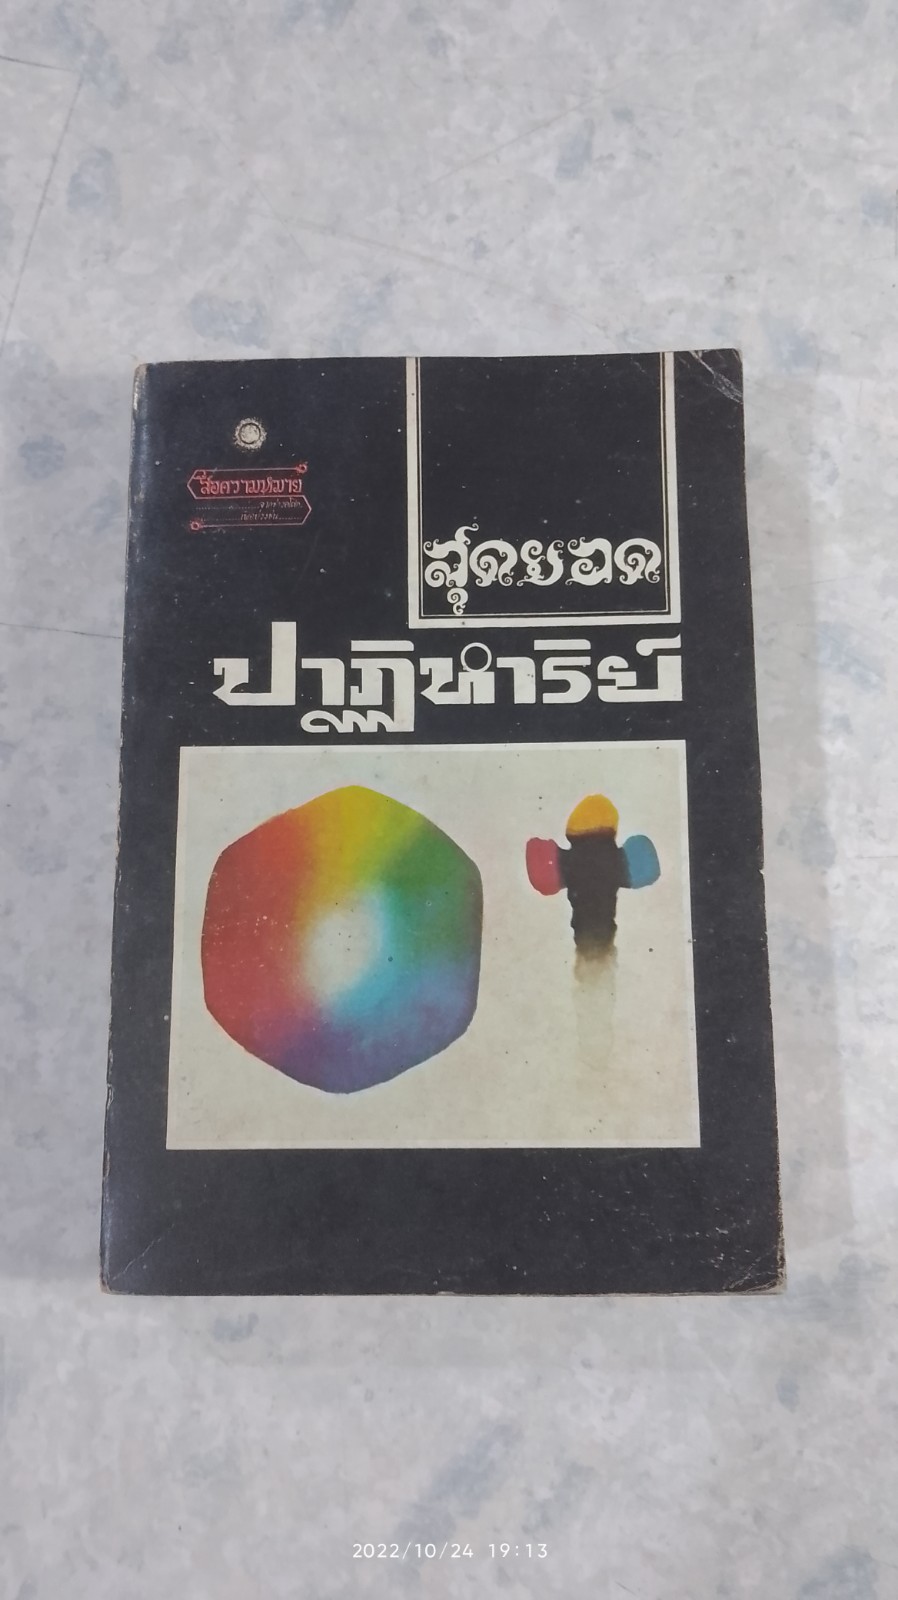 สื่อความหมาย
สุดยอด
ปาฏิหาริย์
2022/10/24 19:13